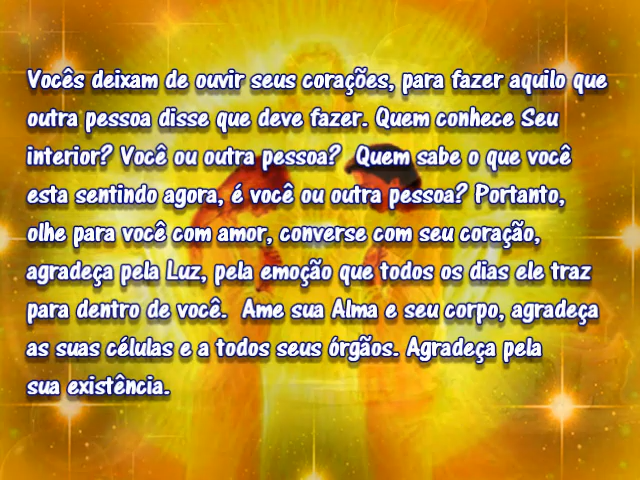 Vocês deixam de ouvir seus corações, para fazer aquilo que
outra pessoa disse que deve fazer. Quem conhece Seu
interior? Você ou outra pessoa?  Quem sabe o que você
esta sentindo agora, é você ou outra pessoa? Portanto,
olhe para você com amor, converse com seu coração,
agradeça pela Luz, pela emoção que todos os dias ele traz
para dentro de você.  Ame sua Alma e seu corpo, agradeça
as suas células e a todos seus órgãos. Agradeça pela
sua existência.